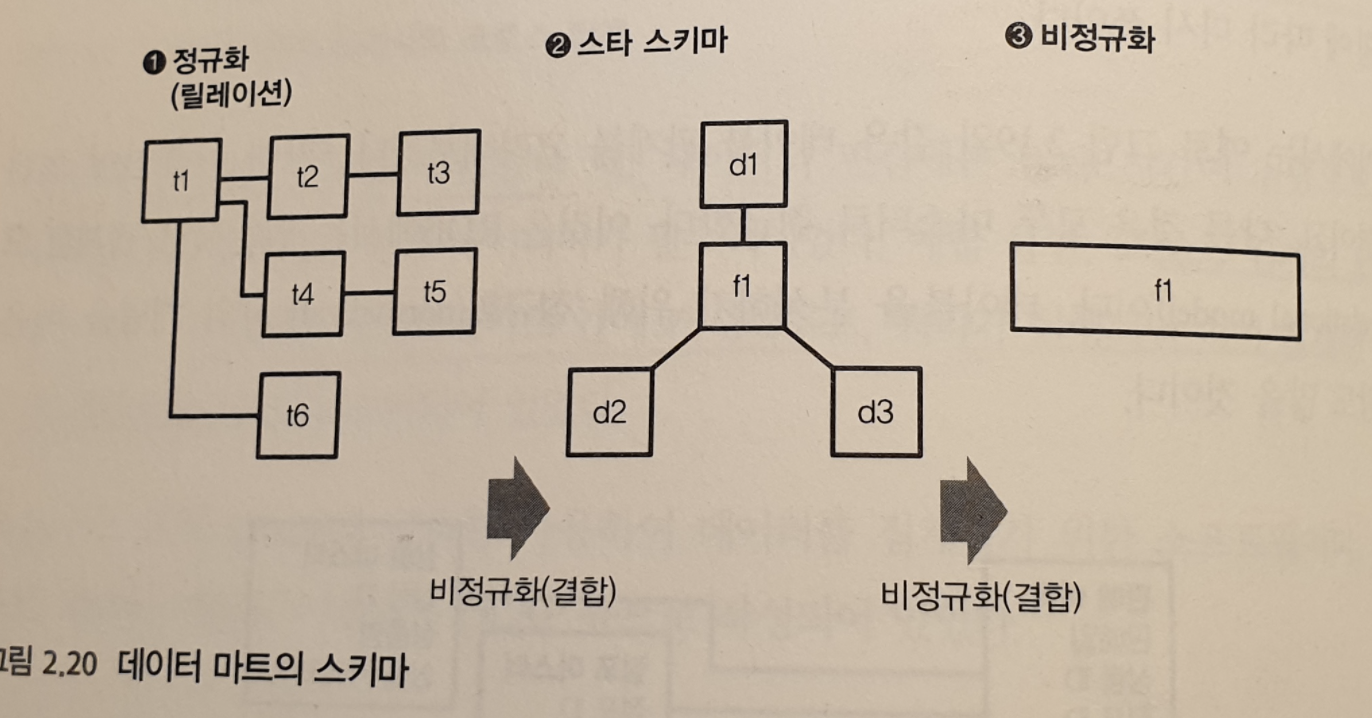 ❶ 정규화
(릴레이션)
❷ 스타 스키마
❸ 비정규화
t1
t2
t3
t4
t5
t6
d1
f1
d2
d3
f1
비정규화(결합)
비정규화(결합)
그림 2.20 데이터 마트의 스키마